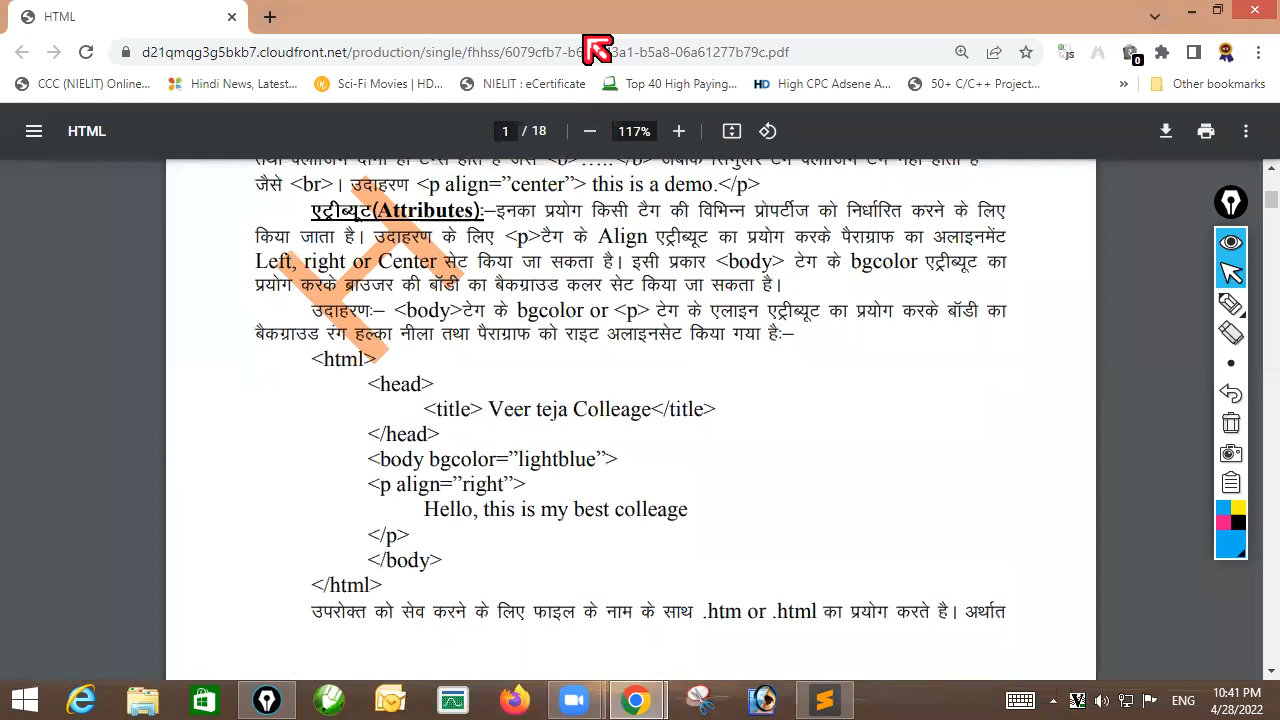 HTML
d21qmqg3g5bkb7.cloudfront.net/production/single/fhhss/6079cfb7-b6 3a1-b5a8-06a61277b79c.pdf
JS
0
CCC (NIELIT) Online... Hindi News, Latest... Sci-Fi Movies | HD... NIELIT : eCertificate Top 40 High Paying... HD High CPC Adsene A... 50+ C/C++ Project... » Other bookmarks
HTML 1 / 18 117%
जैसे <br>। उदाहरण <p align=”center”> this is a demo.</p>
एट्रीब्यूट(Attributes):–इनका प्रयोग किसी टैग की विभिन्न प्रोपर्टीज को निर्धारित करने के लिए
किया जाता है। उदाहरण के लिए <p>टैग के Align एट्रीब्यूट का प्रयोग करके पैराग्राफ का अलाइनमेंट
Left, right or Center सेट किया जा सकता है। इसी प्रकार <body> टेग के bgcolor एट्रीब्यूट का
प्रयोग करके ब्राउजर की बॉडी का बैकग्राउड कलर सेट किया जा सकता है।
उदाहरणः– <body>टेग के bgcolor or <p> टेग के एलाइन एट्रीब्यूट का प्रयोग करके बॉडी का
बैकग्राउड रंग हल्का नीला तथा पैराग्राफ को राइट अलाइनसेट किया गया हैः–
<html>
<head>
<title> Veer teja Colleage</title>
</head>
<body bgcolor=”lightblue”>
<p align=”right”>
Hello, this is my best colleage
</p>
</body>
</html>
उपरोक्त को सेव करने के लिए फाइल के नाम के साथ .htm or .html का प्रयोग करते है। अर्थात
ENG
10:41 PM
4/28/2022